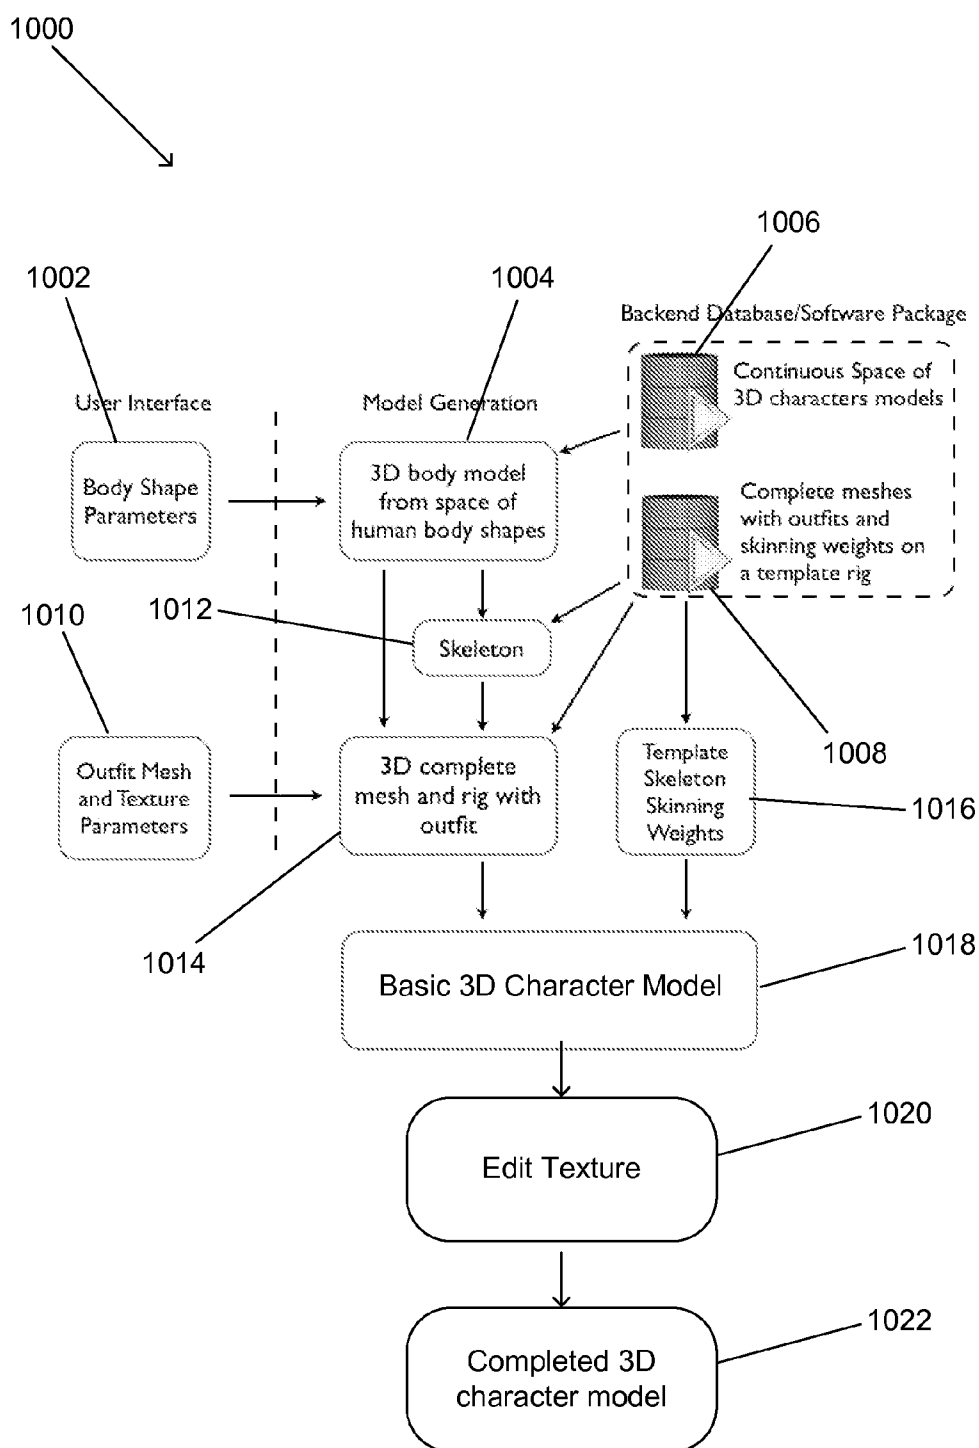 1000
1006
1002
1004
Backend Database/Software Package
Continuous Space of
3D characters models
User Interface
Model Generation
Body Shape
Parameters
3D body model
from space of
human body shapes
Complete meshes
with outfits and
skinning weights on
a template rig
1012
1010
Skeleton
1008
Outfit Mesh
and Texture
Parameters
3D complete
mesh and rig with
outfit
Template
Skeleton
Skinning
Weights
1016
1014
1018
Basic 3D Character Model
1020
Edit Texture
1022
Completed 3D
character model